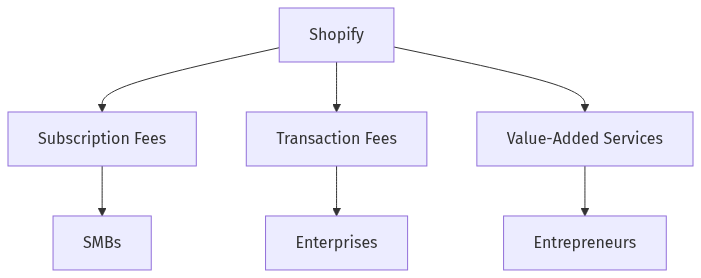 Shopify
Subscription Fees
Transaction Fees
Value-Added Services
SMBs
Enterprises
Entrepreneurs